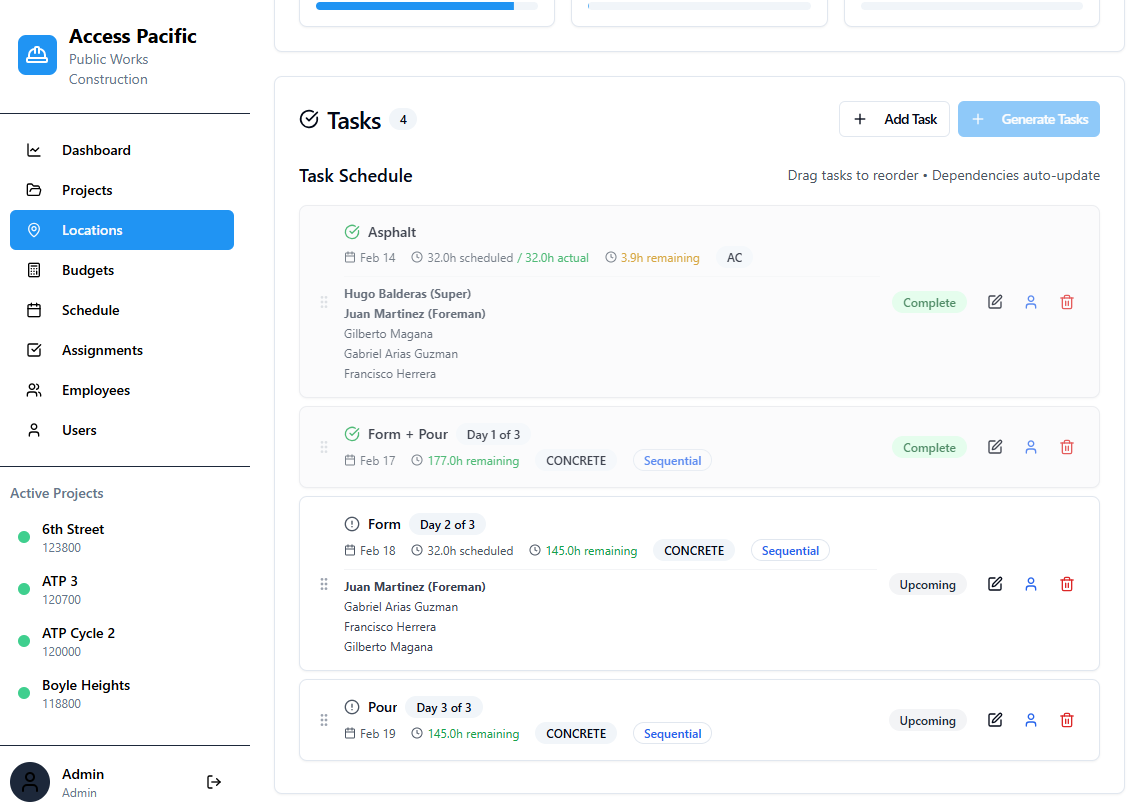 Access Pacific
Public Works
Construction
Dashboard
Projects
Locations
Budgets
Schedule
Assignments
Employees
Users
Active Projects
6th Street
123800
ATP 3
120700
ATP Cycle 2
120000
Boyle Heights
118800
Admin
Admin
Tasks 4
+ Add Task + Generate Tasks
Task Schedule
Drag tasks to reorder • Dependencies auto-update
Asphalt
Feb 14 32.0h scheduled / 32.0h actual 3.9h remaining AC
Hugo Balderas (Super)
Juan Martinez (Foreman)
Gilberto Magana
Gabriel Arias Guzman
Francisco Herrera
Complete
Form + Pour Day 1 of 3
Feb 17 177.0h remaining CONCRETE Sequential
Complete
Form Day 2 of 3
Feb 18 32.0h scheduled 145.0h remaining CONCRETE Sequential
Juan Martinez (Foreman)
Gabriel Arias Guzman
Francisco Herrera
Gilberto Magana
Upcoming
Pour Day 3 of 3
Feb 19 145.0h remaining CONCRETE Sequential
Upcoming